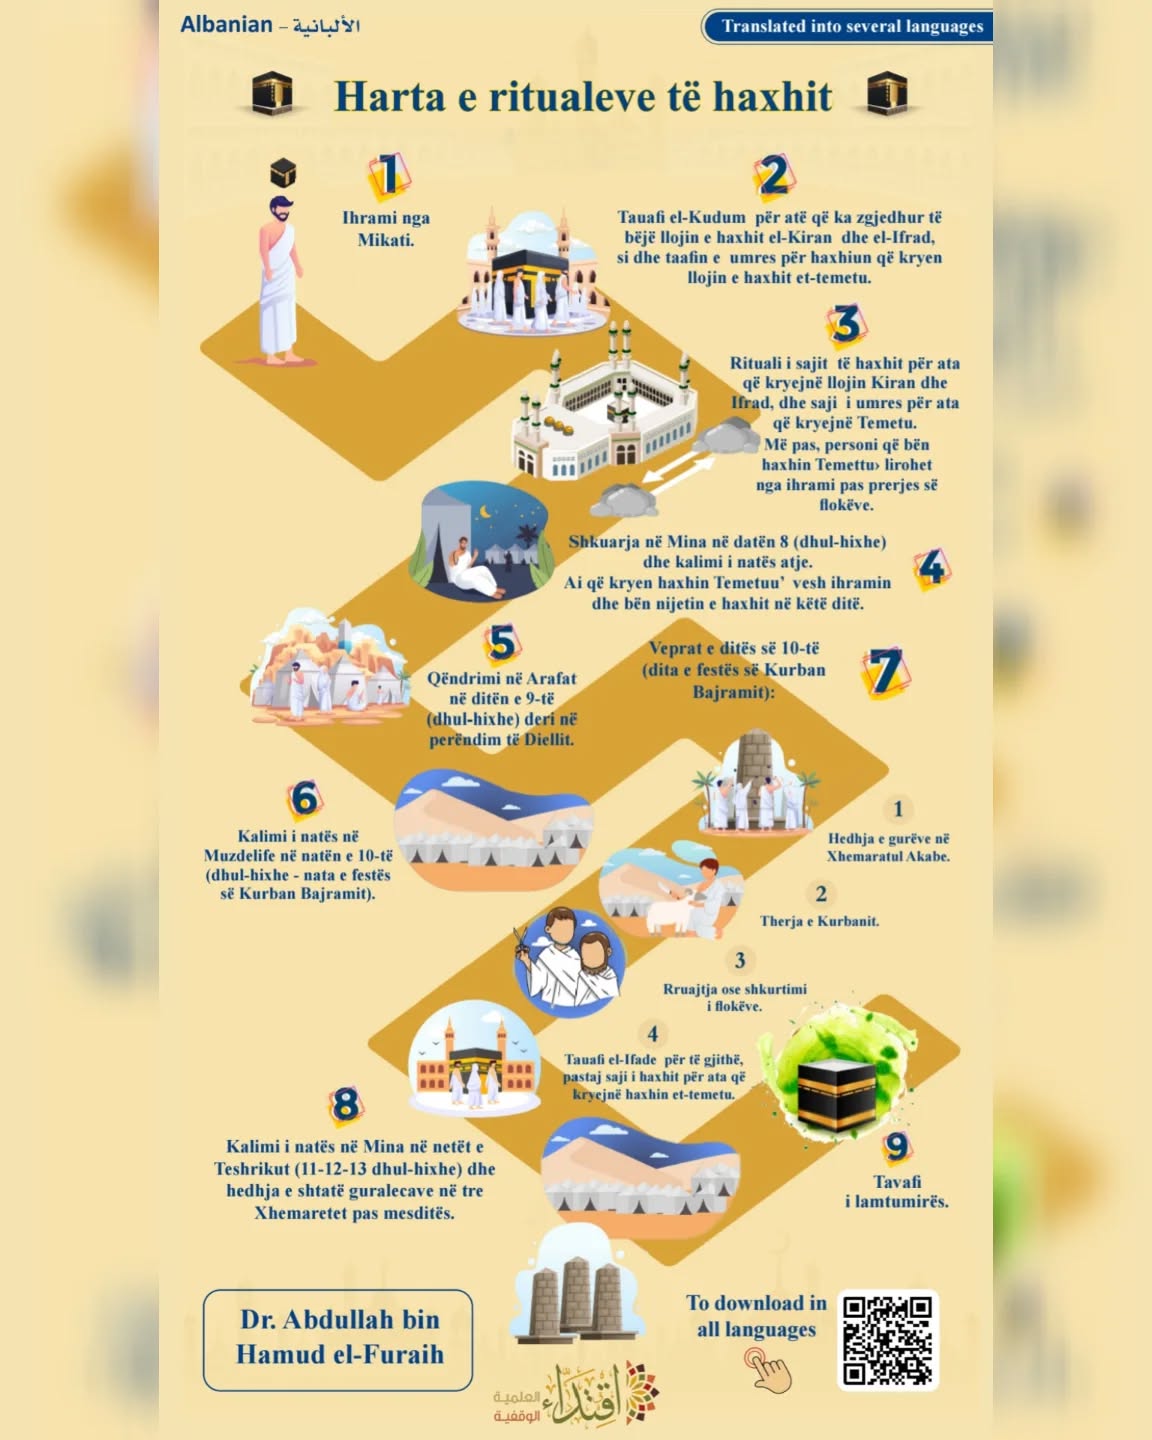 Albanian – الألبانية
Translated into several languages
Harta e ritualeve të haxhit
1
Ihrami nga
Mikati.
2
Tauafi el-Kudum për atë që ka zgjedhur të
bëjë llojin e haxhit el-Kiran dhe el-Ifrad,
si dhe taafin e umres për haxhiun që kryen
llojin e haxhit et-temetu.
3
Rituali i sajit të haxhit për ata
që kryejnë llojin Kiran dhe
Ifrad, dhe saji i umres për ata
që kryejnë Temetu.
Më pas, personi që bën
haxhin Temettu› lirohet
nga ihrami pas prerjes së
flokëve.
4
Shkuarja në Mina në datën 8 (dhul-hixhe)
dhe kalimi i natës atje.
Ai që kryen haxhin Temetuu’ vesh ihramin
dhe bën nijetin e haxhit në këtë ditë.
5
Qëndrimi në Arafat
në ditën e 9-të
(dhul-hixhe) deri në
perëndim të Diellit.
6
Kalimi i natës në
Muzdelife në natën e 10-të
(dhul-hixhe - nata e festës
së Kurban Bajramit).
7
Veprat e ditës së 10-të
(dita e festës së Kurban
Bajramit):
1
Hedhja e gurëve në
Xhemaratul Akabe.
2
Therja e Kurbanit.
3
Rruajtja ose shkurtimi
i flokëve.
4
Tauafi el-Ifade për të gjithë,
pastaj saji i haxhit për ata që
kryejnë haxhin et-temetu.
8
Kalimi i natës në Mina në netët e
Teshrikut (11-12-13 dhul-hixhe) dhe
hedhja e shtatë guralecave në tre
Xhemaretet pas mesditës.
9
Tavafi
i lamtumirës.
Dr. Abdullah bin
Hamud el-Furaih
To download in
all languages
اقتداء
العلمية
الوقفية